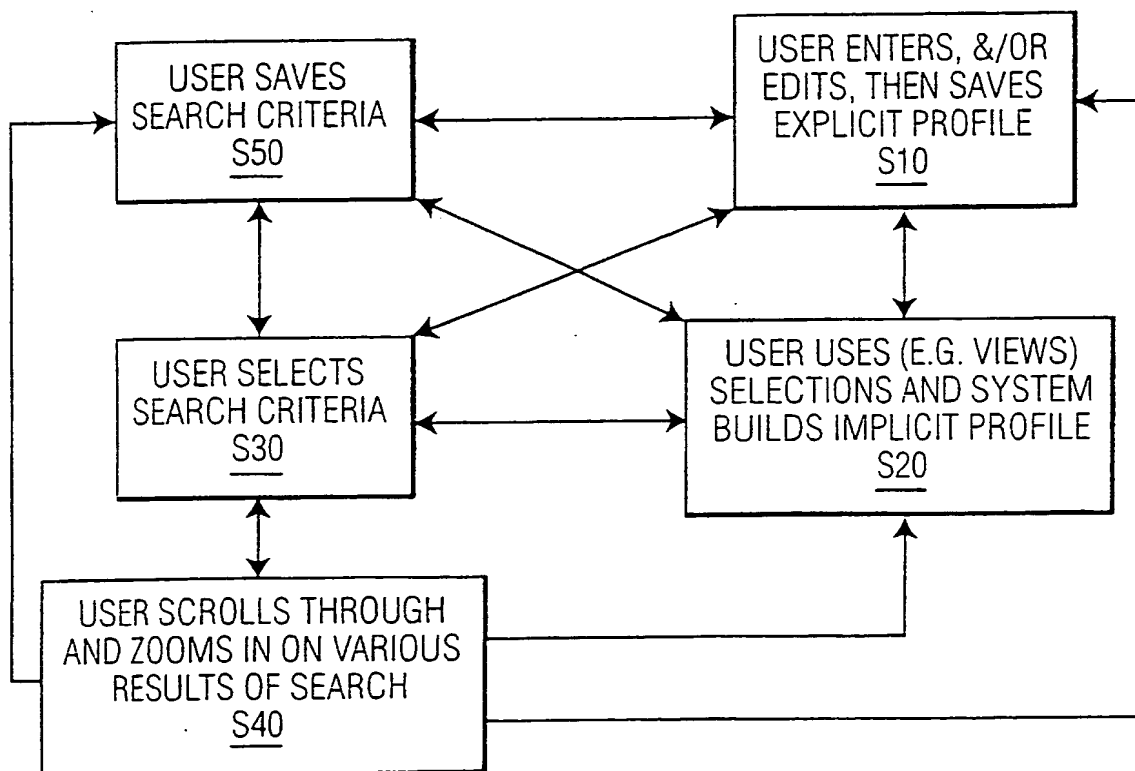 USER SAVES
SEARCH CRITERIA
S50
USER ENTERS, &/OR
EDITS, THEN SAVES
EXPLICIT PROFILE
S10
USER SELECTS
SEARCH CRITERIA
S30
USER USES (E.G. VIEWS)
SELECTIONS AND SYSTEM
BUILDS IMPLICIT PROFILE
S20
USER SCROLLS THROUGH
AND ZOOMS IN ON VARIOUS
RESULTS OF SEARCH
S40